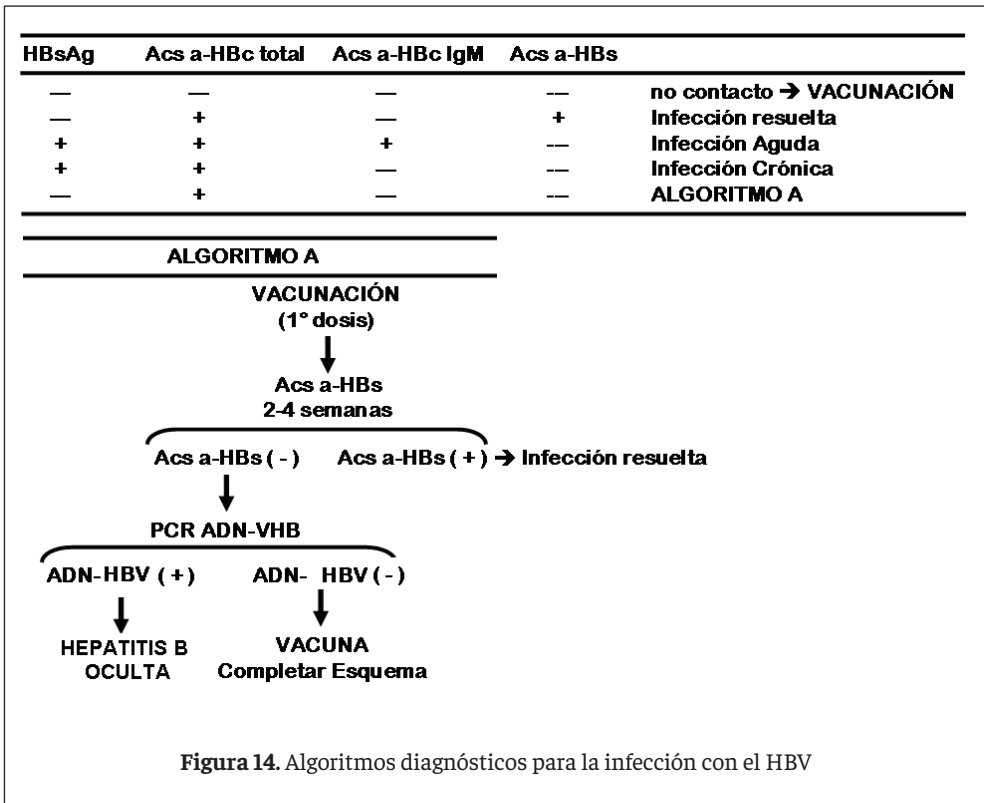 HBsAg Acs a-HBc total Acs a-HBc IgM Acs a-HBs
— — — –- no contacto ➔ VACUNACIÓN
— + — + Infección resuelta
+ + + –- Infección Aguda
+ + — –- Infección Crónica
— + — –- ALGORITMO A
ALGORITMO A
VACUNACIÓN
(1° dosis)
Acs a-HBs
2-4 semanas
Acs a-HBs ( - ) Acs a-HBs ( + ) ➔ Infección resuelta
PCR ADN-VHB
ADN-HBV ( + ) ADN- HBV ( - )
HEPATITIS B VACUNA
OCULTA Completar Esquema
Figura 14. Algoritmos diagnósticos para la infección con el HBV